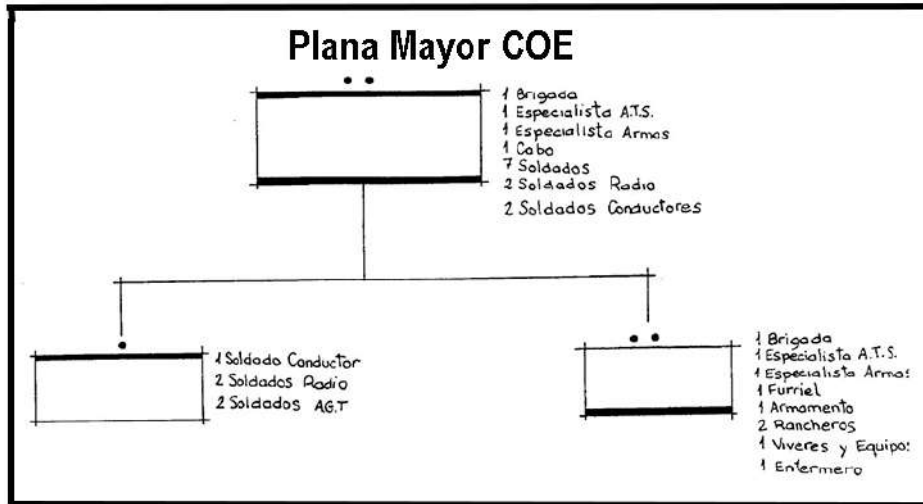 Plana Mayor COE
1 Brigada
1 Especialista A.T.S.
1 Especialista Armas
1 Cabo
7 Soldados
2 Soldados Radio
2 Soldados Conductores
1 Soldado Conductor
2 Soldados Radio
2 Soldados AG.T
1 Brigada
1 Especialista A.T.S.
1 Especialista Armas
1 Furriel
1 Armamento
2 Rancheros
1 Viveres y Equipo:
1 Enfermero